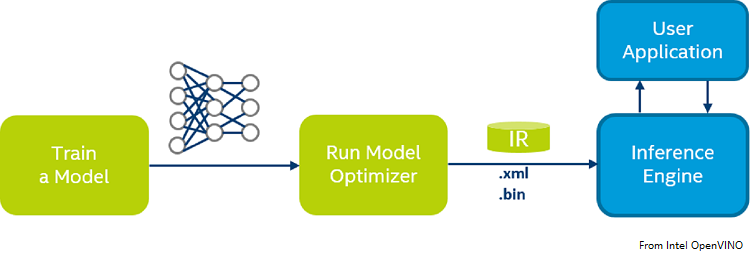 Train
a Model
Run Model
Optimizer
IR
.xml
.bin
User
Application
Inference
Engine
From Intel OpenVINO